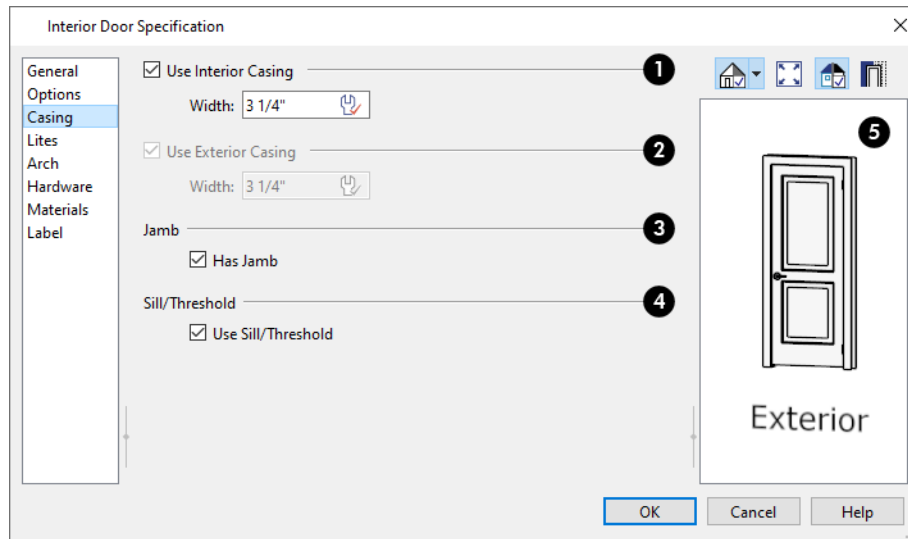 Interior Door Specification
General
Options
Casing
Lites
Arch
Hardware
Materials
Label
Use Interior Casing
1
Width: 3 1/4"
Use Exterior Casing
2
Width: 3 1/4"
Jamb
3
Has Jamb
Sill/Threshold
4
Use Sill/Threshold
5
Exterior
OK
Cancel
Help